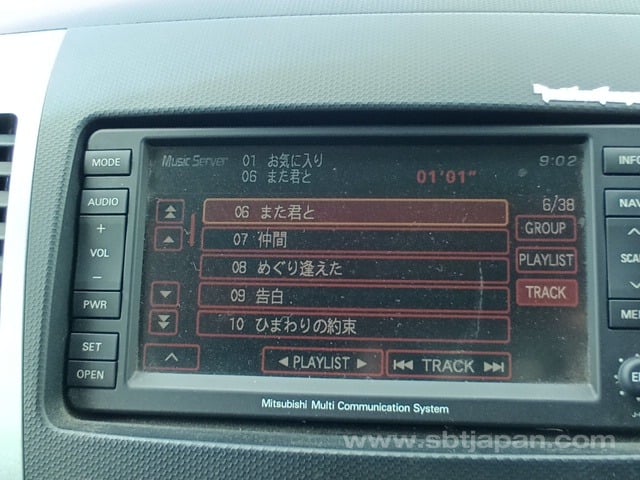 MODE
AUDIO
+
VOL
−
PWR
SET
OPEN
Music Server 01 お気に入り 9:02
06 また君と 01'01"
6/38
06 また君と
07 仲間
08 めぐり逢えた
09 告白
10 ひまわりの約束
GROUP
PLAYLIST
TRACK
◀ PLAYLIST ▶
⏮ TRACK ⏭
Mitsubishi Multi Communication System
INFO
www.sbtjapan.com